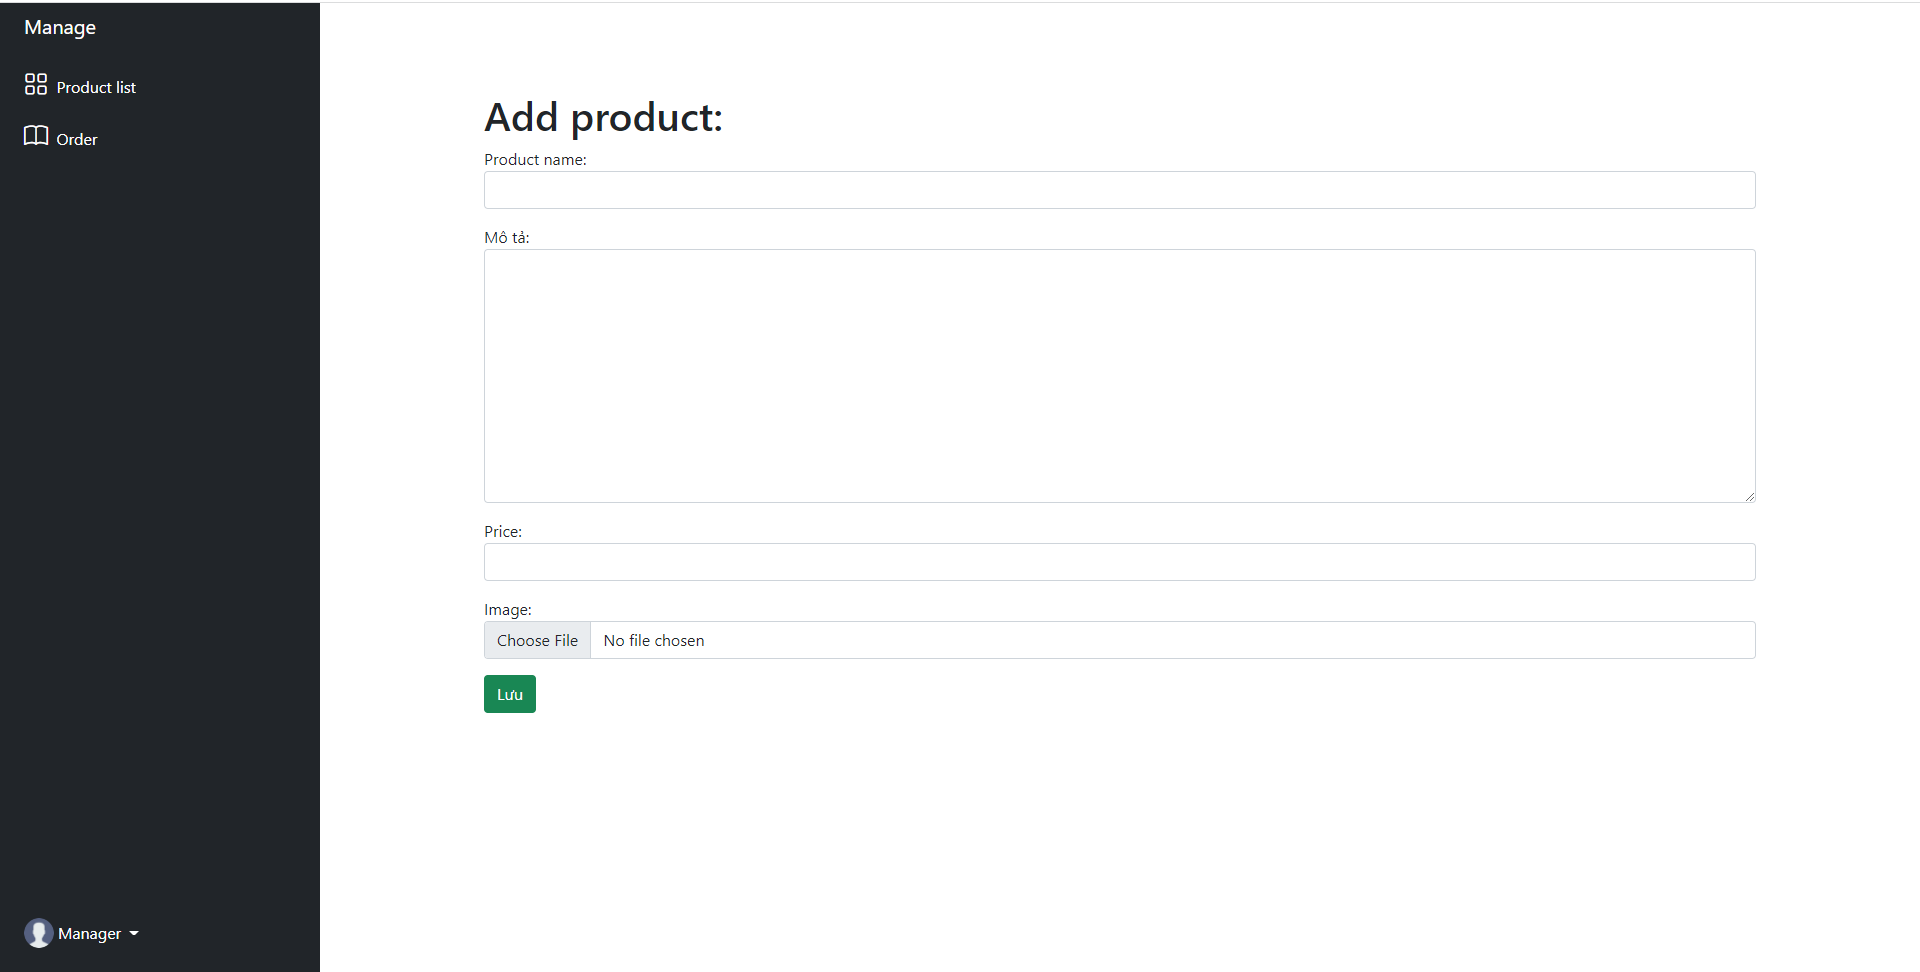 Manage
Product list
Order
Manager
Add product:
Product name:
Mô tả:
Price:
Image:
Choose File No file chosen
Lưu